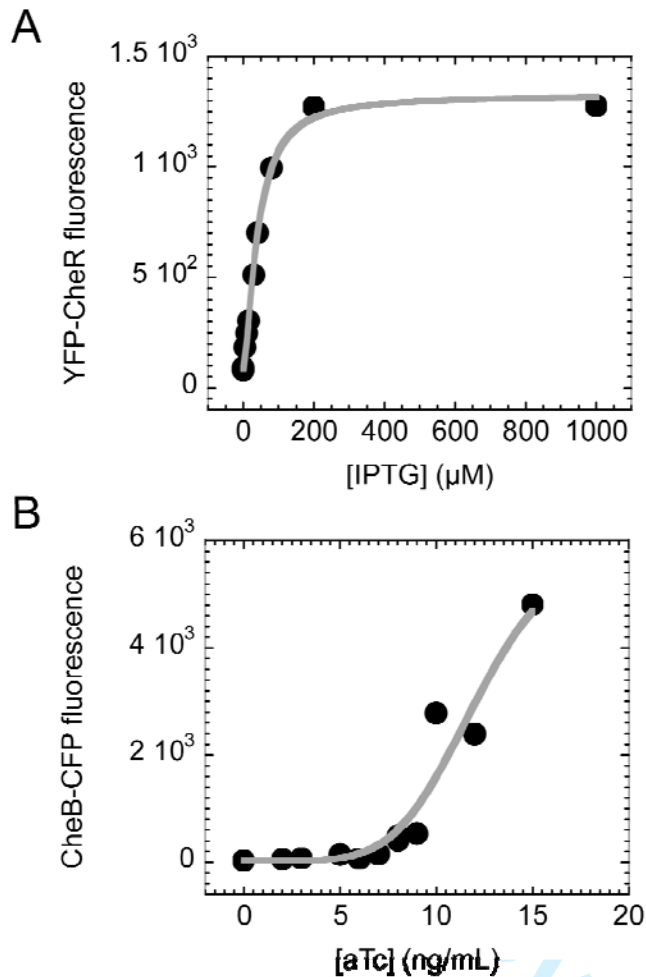 A
1.5 10³
1 10³
5 10²
0
YFP-CheR fluorescence
0 200 400 600 800 1000
[IPTG] (µM)
B
6 10³
4 10³
2 10³
0
CheB-CFP fluorescence
0 5 10 15 20
[aTc] (ng/mL)